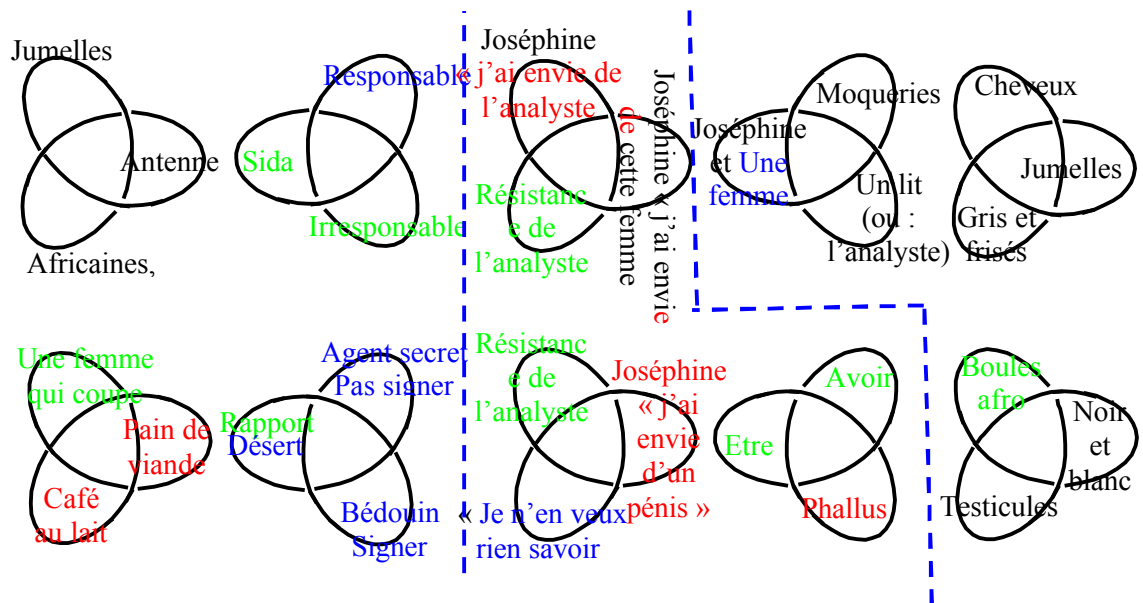 Jumelles
Antenne
Africaines,
Responsable
Sida
Irresponsable
Joséphine
« j'ai envie de
l'analyste
Résistanc
e de
l'analyste
Joséphine « j'ai envie
de cette femme
Moqueries
Joséphine
et Une
femme
Un lit
(ou :
l'analyste)
Cheveux
Jumelles
Gris et
frisés
Une femme
qui coupe
Pain de
viande
Café
au lait
Agent secret
Pas signer
Rapport
Désert
Bédouin
Signer
Résistanc
e de
l'analyste
Joséphine
« j'ai
envie
d'un
pénis »
« Je n'en veux
rien savoir
Avoir
Etre
Phallus
Boules
afro
Noir
et
blanc
Testicules